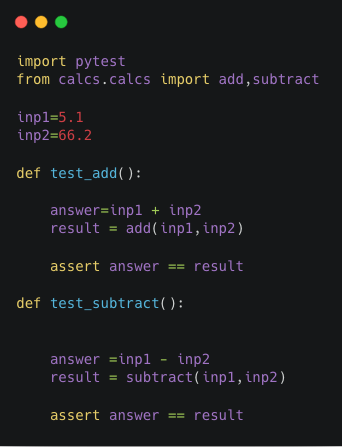 import pytest
from calcs.calcs import add,subtract
inp1=5.1
inp2=66.2
def test_add():
    answer=inp1 + inp2
    result = add(inp1,inp2)
    assert answer == result
def test_subtract():
    answer =inp1 - inp2
    result = subtract(inp1,inp2)
    assert answer == result